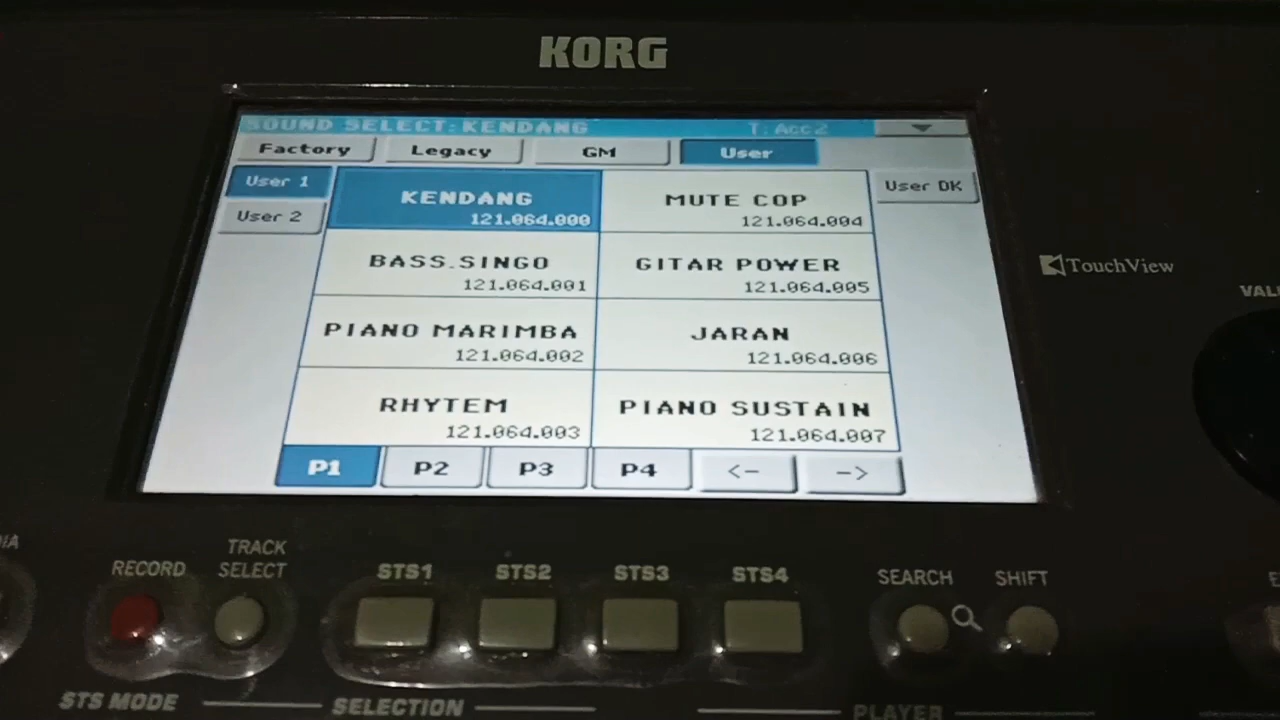 KORG
SOUND SELECT:KENDANG T: Acc2
Factory Legacy GM User
User 1
User 2
User DK
KENDANG
121.064.000
MUTE COP
121.064.004
BASS.SINGO
121.064.001
GITAR POWER
121.064.005
PIANO MARIMBA
121.064.002
JARAN
121.064.006
RHYTEM
121.064.003
PIANO SUSTAIN
121.064.007
P1 P2 P3 P4 <- ->
TouchView
RECORD
TRACK
SELECT
STS1 STS2 STS3 STS4
SEARCH
SHIFT
STS MODE
SELECTION
PLAYER